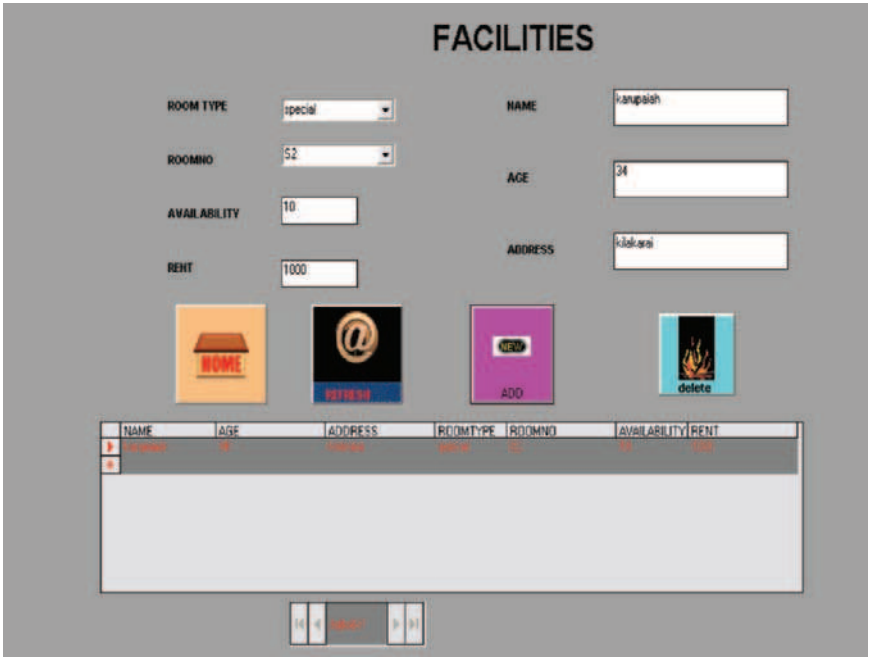 FACILITIES
ROOM TYPE
special
ROOMNO
S2
AVAILABILITY
10
RENT
1000
NAME
karupaiah
AGE
34
ADDRESS
kilakarai
HOME
REFRESH
NEW
ADD
delete
NAME AGE ADDRESS ROOMTYPE ROOMNO AVAILABILITY RENT